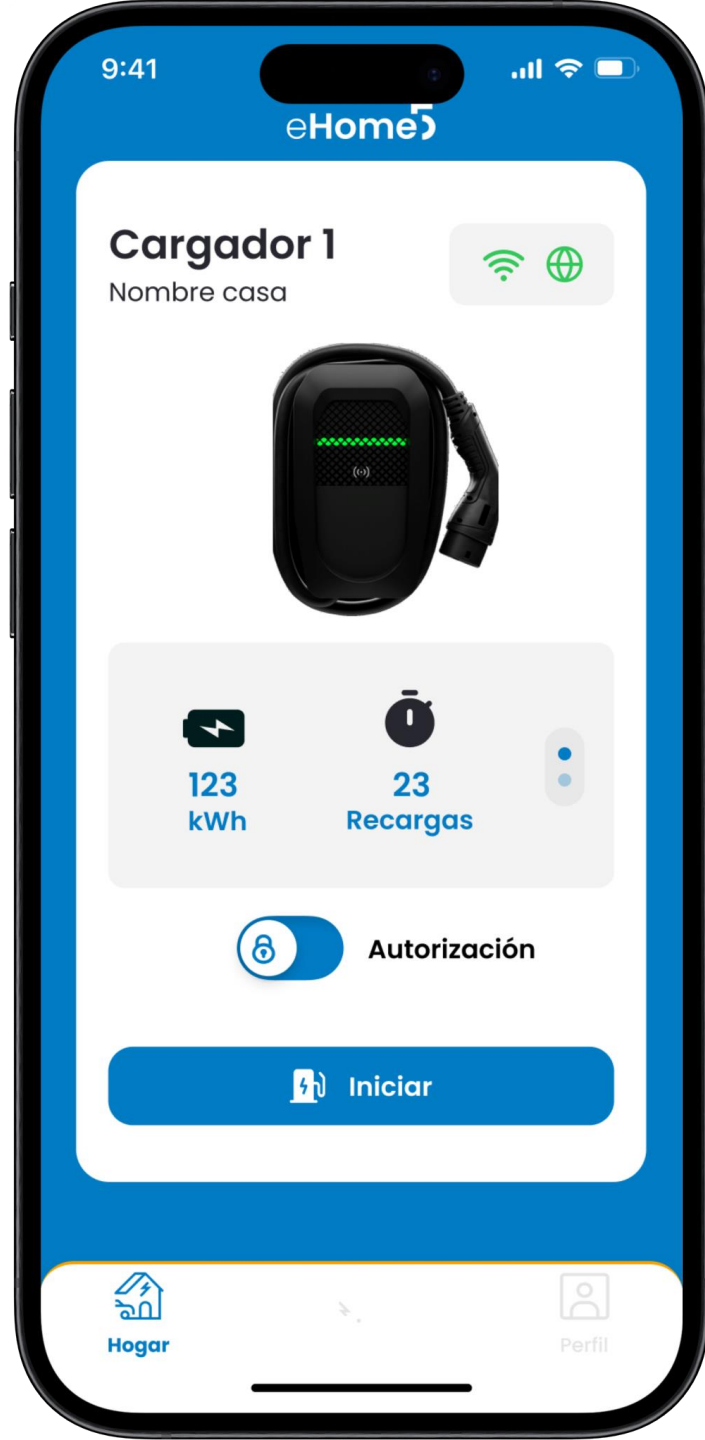 9:41
eHome5
Cargador 1
Nombre casa
123
kWh
23
Recargas
Autorización
Iniciar
Hogar
Perfil